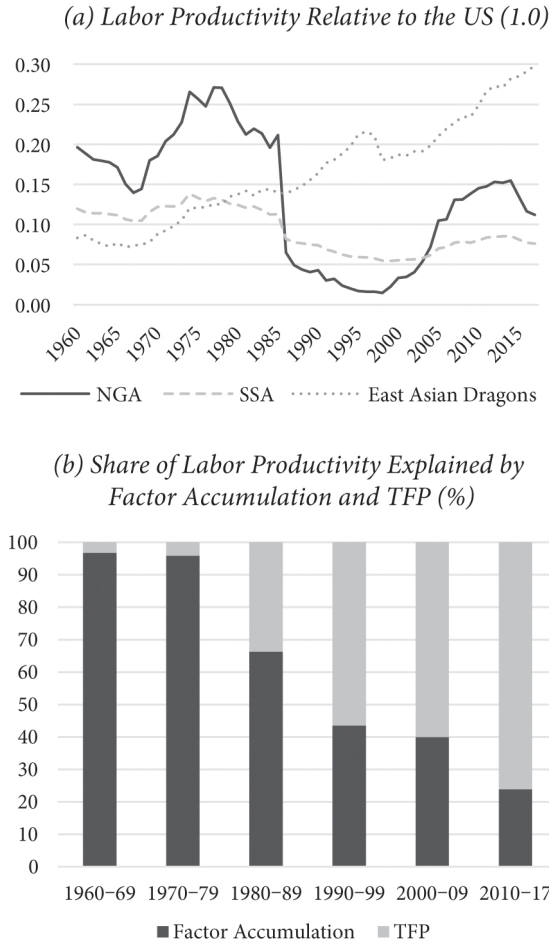 (a) Labor Productivity Relative to the US (1.0)
0.30
0.25
0.20
0.15
0.10
0.05
0.00
1960 1965 1970 1975 1980 1985 1990 1995 2000 2005 2010 2015
NGA SSA East Asian Dragons
(b) Share of Labor Productivity Explained by
Factor Accumulation and TFP (%)
100
90
80
70
60
50
40
30
20
10
0
1960–69 1970–79 1980–89 1990–99 2000–09 2010–17
Factor Accumulation TFP